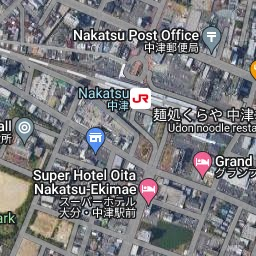 Nakatsu Post Office
中津郵便局
Nakatsu
中津
JR
麺処くらや 中津
Udon noodle resta
all
所
Super Hotel Oita
Nakatsu-Ekimae
スーパーホテル
大分・中津駅前
Grand
グランプ
ark